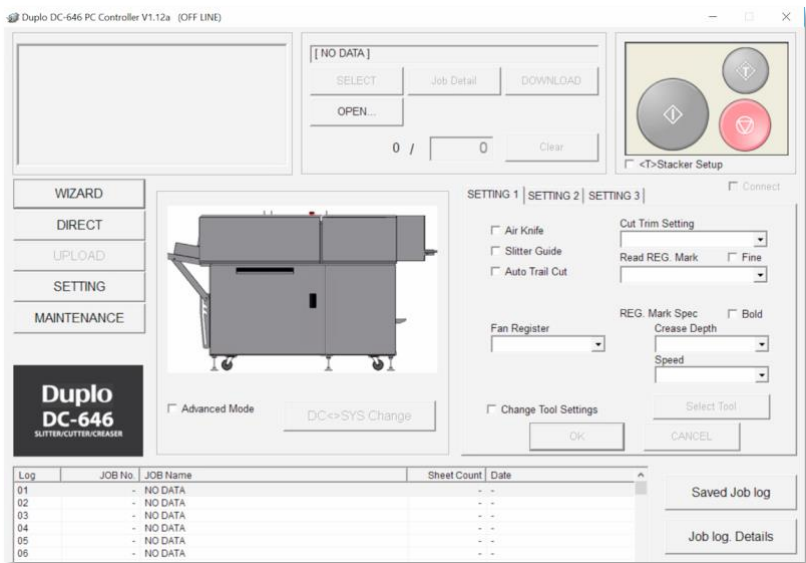 Duplo DC-646 PC Controller V1.12a (OFF LINE)
[ NO DATA ]
SELECT
Job Detail
DOWNLOAD
OPEN...
0 / 0
Clear
T
<T>Stacker Setup
Connect
WIZARD
DIRECT
UPLOAD
SETTING
MAINTENANCE
Duplo
DC-646
SLITTER/CUTTER/CREASER
Advanced Mode
DC<>SYS Change
SETTING 1 SETTING 2 SETTING 3
Air Knife
Slitter Guide
Auto Trail Cut
Fan Register
Cut Trim Setting
Read REG. Mark Fine
REG. Mark Spec Bold
Crease Depth
Speed
Change Tool Settings
Select Tool
OK
CANCEL
Log JOB No. JOB Name Sheet Count Date
01 - NO DATA - -
02 - NO DATA - -
03 - NO DATA - -
04 - NO DATA - -
05 - NO DATA - -
06 - NO DATA - -
Saved Job log
Job log. Details